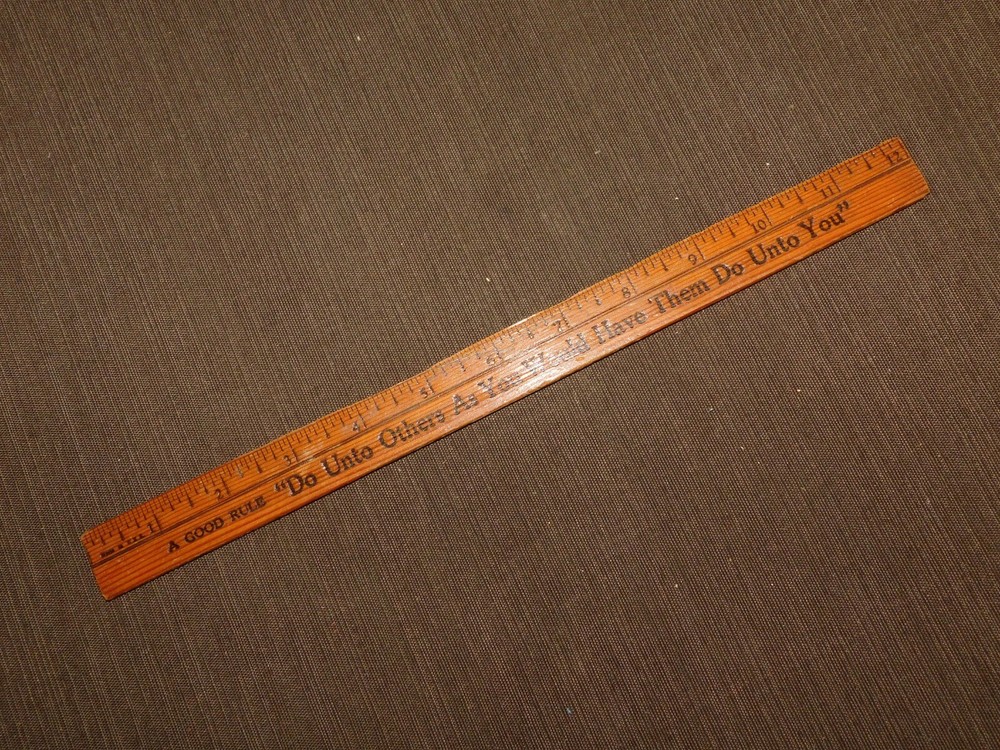 1 2 3 4 5 6 7 8 9 10 11 12
A GOOD RULE "Do Unto Others As You Would Have Them Do Unto You"